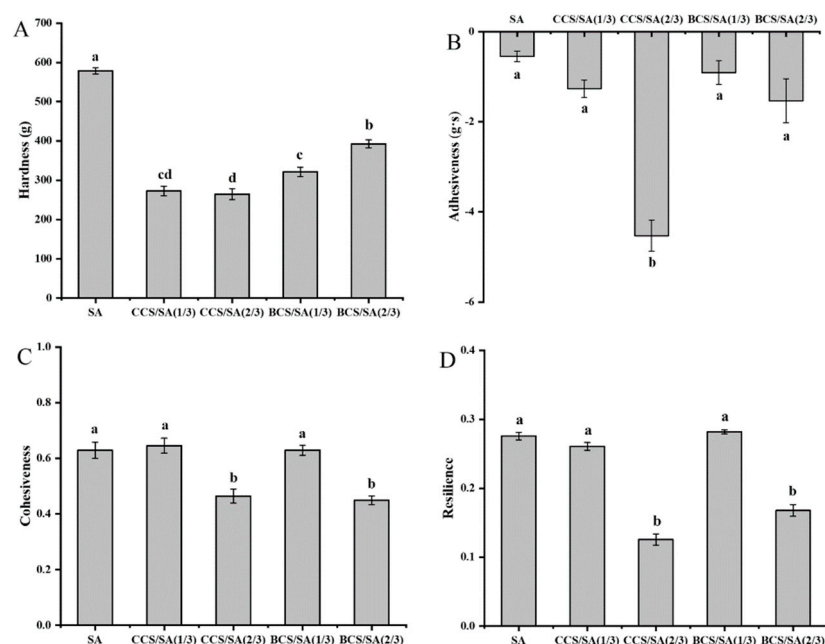 A
700
600
500
400
300
200
100
0
Hardness (g)
a
cd
d
c
b
SA
CCS/SA(1/3)
CCS/SA(2/3)
BCS/SA(1/3)
BCS/SA(2/3)
B
SA
CCS/SA(1/3)
CCS/SA(2/3)
BCS/SA(1/3)
BCS/SA(2/3)
0
-2
-4
-6
Adhesiveness (g·s)
a
a
b
a
a
C
1.0
0.8
0.6
0.4
0.2
0.0
Cohesiveness
a
a
b
a
b
SA
CCS/SA(1/3)
CCS/SA(2/3)
BCS/SA(1/3)
BCS/SA(2/3)
D
0.4
0.3
0.2
0.1
0.0
Resilience
a
a
b
a
b
SA
CCS/SA(1/3)
CCS/SA(2/3)
BCS/SA(1/3)
BCS/SA(2/3)